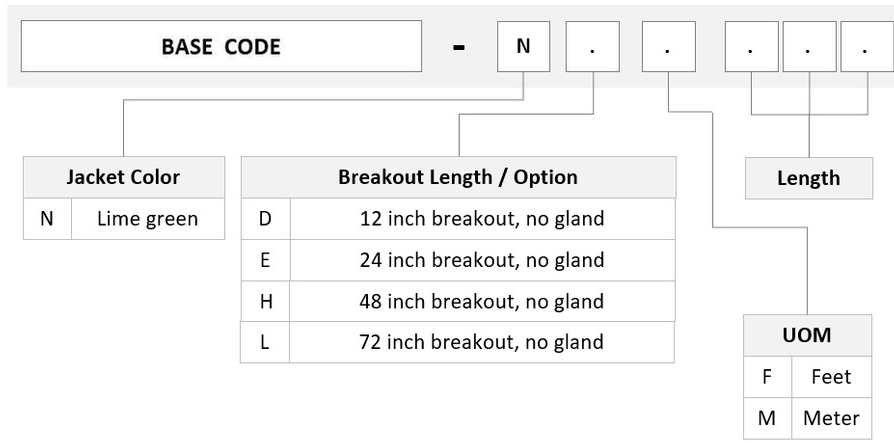 BASE CODE - N . . . . .
Jacket Color
N Lime green
Breakout Length / Option
D 12 inch breakout, no gland
E 24 inch breakout, no gland
H 48 inch breakout, no gland
L 72 inch breakout, no gland
Length
UOM
F Feet
M Meter